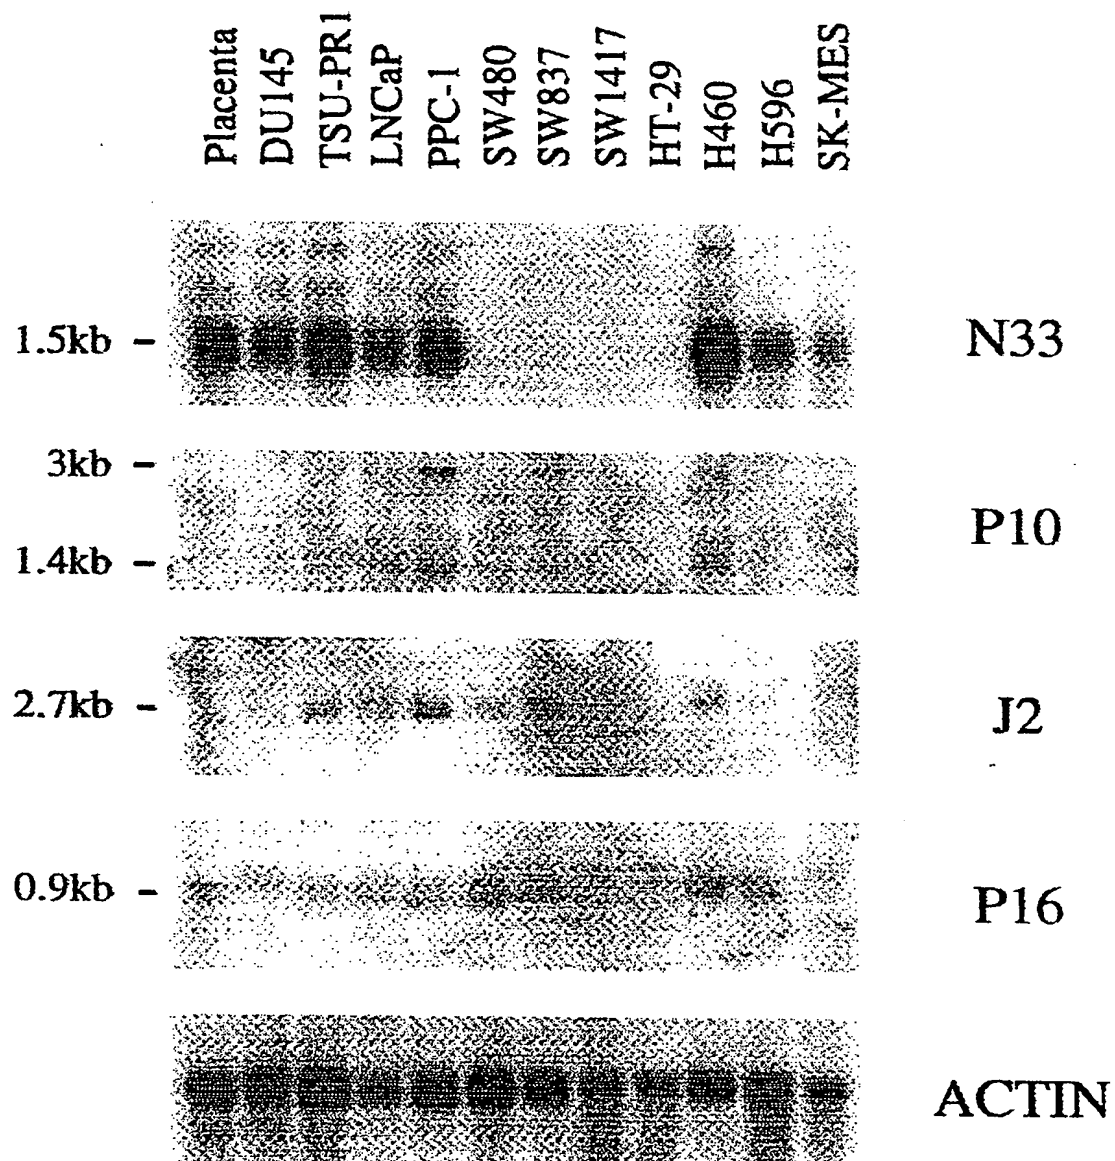 Placenta
DU145
TSU-PR1
LNCaP
PPC-1
SW480
SW837
SW1417
HT-29
H460
H596
SK-MES
1.5kb - N33
3kb -
1.4kb - P10
2.7kb - J2
0.9kb - P16
ACTIN